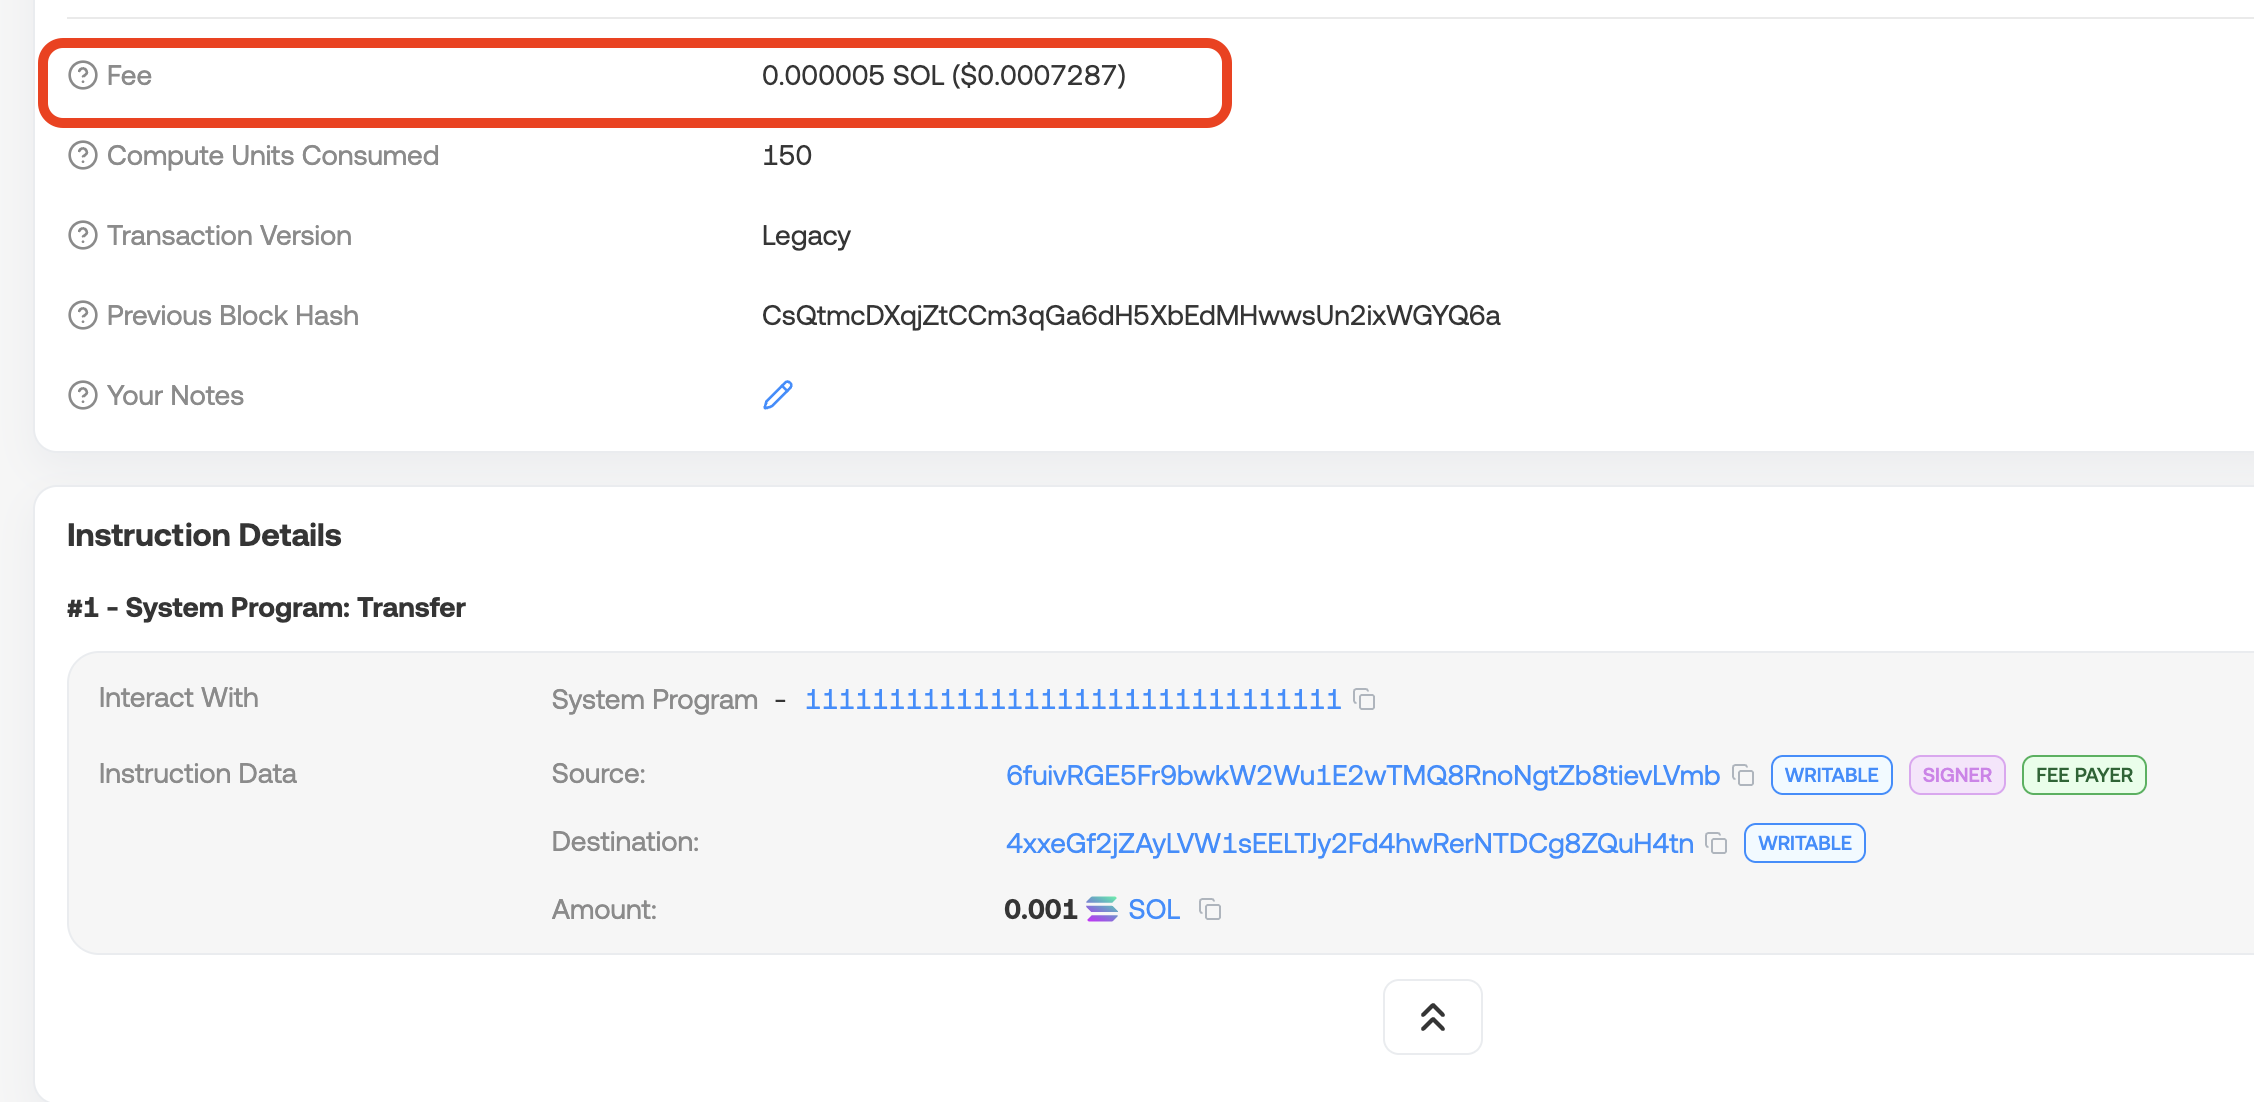 Fee 0.000005 SOL ($0.0007287)
Compute Units Consumed 150
Transaction Version Legacy
Previous Block Hash CsQtmcDXqjZtCCm3qGa6dH5XbEdMHwwsUn2ixWGYQ6a
Your Notes
Instruction Details
#1 - System Program: Transfer
Interact With System Program - 11111111111111111111111111111111
Instruction Data Source: 6fuivRGE5Fr9bwkW2Wu1E2wTMQ8RnoNgtZb8tievLVmb WRITABLE SIGNER FEE PAYER
Destination: 4xxeGf2jZAyLVW1sEELTJy2Fd4hwRerNTDCg8ZQuH4tn WRITABLE
Amount: 0.001 SOL